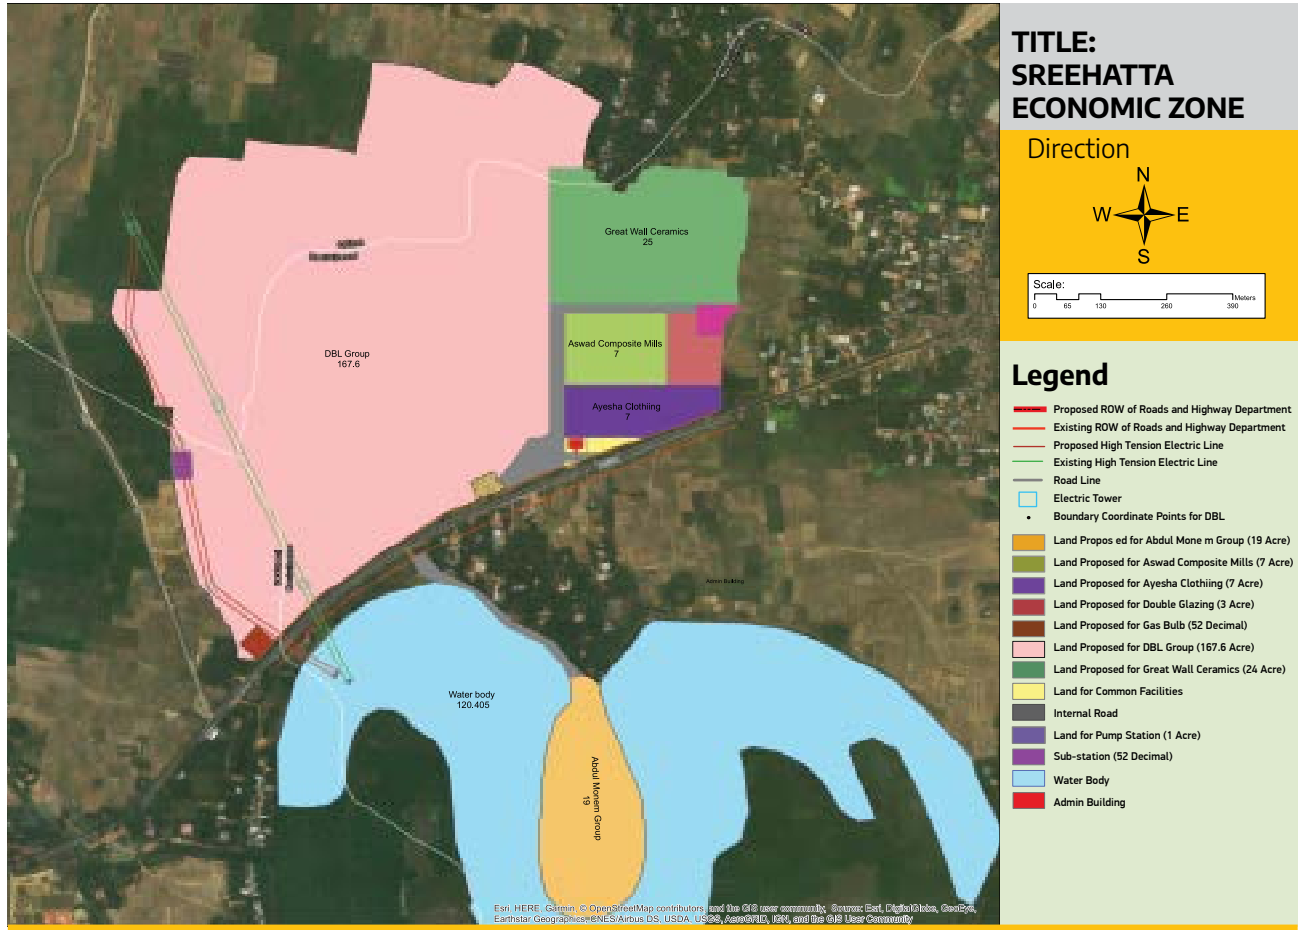 TITLE:
SREEHATTA
ECONOMIC ZONE
Direction
N
W
E
S
Scale:
Meters
0
65
130
260
390
Legend
Proposed ROW of Roads and Highway Department
Existing ROW of Roads and Highway Department
Proposed High Tension Electric Line
Existing High Tension Electric Line
Road Line
Electric Tower
Boundary Coordinate Points for DBL
Land Propos ed for Abdul Mone m Group (19 Acre)
Land Proposed for Aswad Composite Mills (7 Acre)
Land Proposed for Ayesha Clothiing (7 Acre)
Land Proposed for Double Glazing (3 Acre)
Land Proposed for Gas Bulb (52 Decimal)
Land Proposed for DBL Group (167.6 Acre)
Land Proposed for Great Wall Ceramics (24 Acre)
Land for Common Facilities
Internal Road
Land for Pump Station (1 Acre)
Sub-station (52 Decimal)
Water Body
Admin Building
Great Wall Ceramics
25
DBL Group
167.6
Aswad Composite Mills
7
Ayesha Clothiing
7
Admin Building
Water body
120.405
Abdul Monem Group
19
Esri, HERE, Garmin, © OpenStreetMap contributors, and the GIS user community, Source: Esri, DigitalGlobe, GeoEye,
Earthstar Geographics, CNES/Airbus DS, USDA, USGS, AeroGRID, IGN, and the GIS User Community